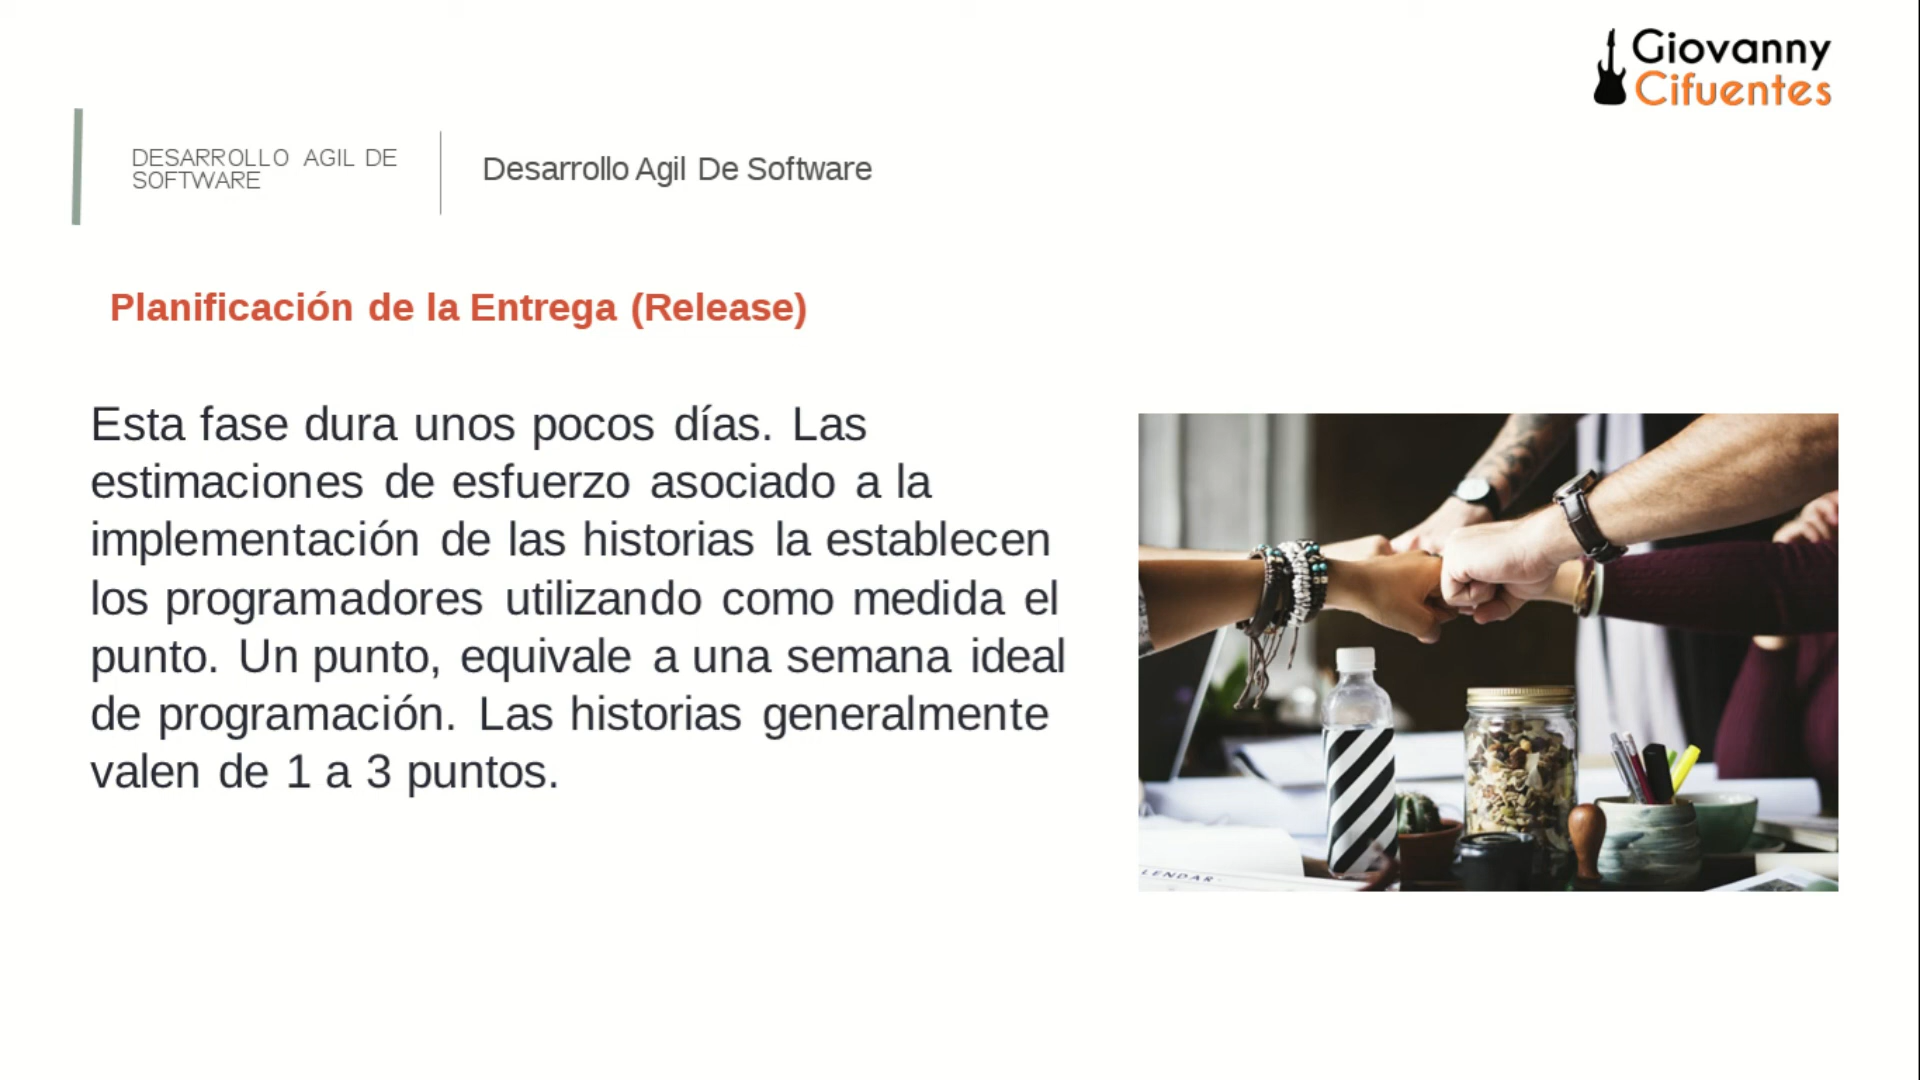 Giovanny
Cifuentes
DESARROLLO AGIL DE
SOFTWARE
Desarrollo Agil De Software
Planificación de la Entrega (Release)
Esta fase dura unos pocos días. Las
estimaciones de esfuerzo asociado a la
implementación de las historias la establecen
los programadores utilizando como medida el
punto. Un punto, equivale a una semana ideal
de programación. Las historias generalmente
valen de 1 a 3 puntos.
LENDAR